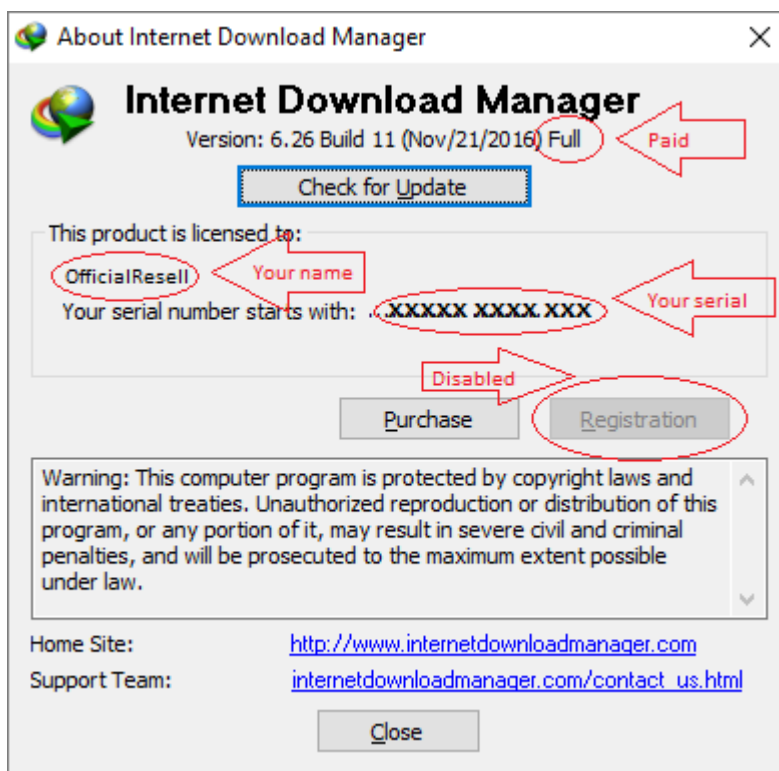 About Internet Download Manager
Internet Download Manager
Version: 6.26 Build 11 (Nov/21/2016) Full
Paid
Check for Update
This product is licensed to:
OfficialResell
Your name
Your serial number starts with: ..XXXXX XXXX.XXX
Your serial
Disabled
Purchase
Registration
Warning: This computer program is protected by copyright laws and
international treaties. Unauthorized reproduction or distribution of this
program, or any portion of it, may result in severe civil and criminal
penalties, and will be prosecuted to the maximum extent possible
under law.
Home Site: http://www.internetdownloadmanager.com
Support Team: internetdownloadmanager.com/contact_us.html
Close